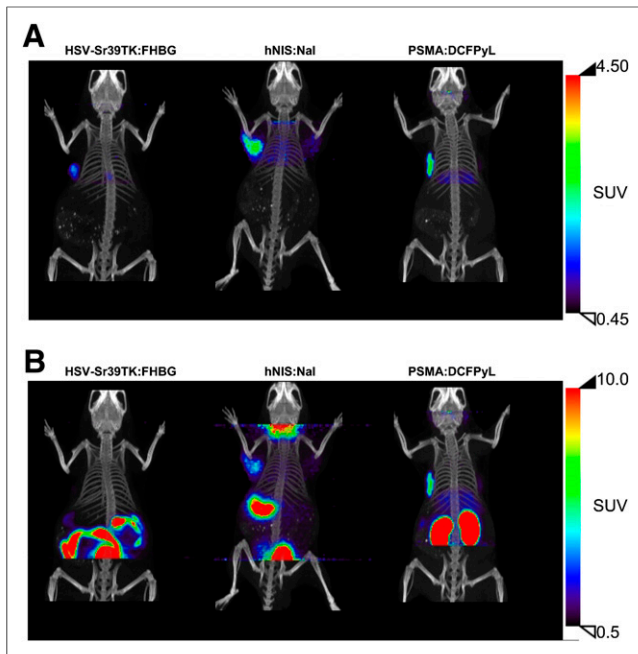 A
HSV-Sr39TK:FHBG
hNIS:NaI
PSMA:DCFPyL
4.50
SUV
0.45
B
HSV-Sr39TK:FHBG
hNIS:NaI
PSMA:DCFPyL
10.0
SUV
0.5